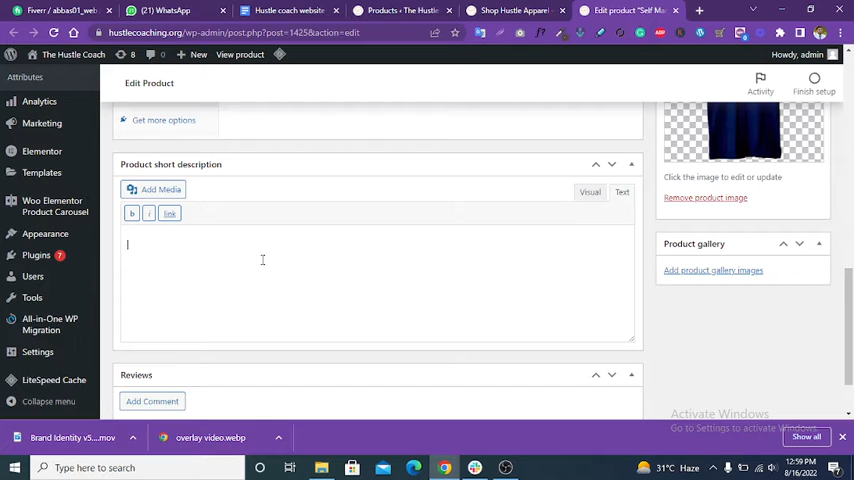 Fiverr / abbas01_web
(21) WhatsApp
Hustle coach website
Products ‹ The Hustle
Shop Hustle Apparel -
Edit product "Self Ma
hustlecoaching.org/wp-admin/post.php?post=1425&action=edit
The Hustle Coach
8
0
New
View product
Howdy, admin
Attributes
Analytics
Marketing
Elementor
Templates
Woo Elementor
Product Carousel
Appearance
Plugins 7
Users
Tools
All-in-One WP
Migration
Settings
LiteSpeed Cache
Collapse menu
Edit Product
Activity
Finish setup
Get more options
Product short description
Add Media
Visual
Text
b
i
link
Reviews
Add Comment
Click the image to edit or update
Remove product image
Product gallery
Add product gallery images
Activate Windows
Go to Settings to activate Windows.
Brand Identity v5....mov
overlay video.webp
Show all
Type here to search
31°C Haze
12:59 PM
8/16/2022
7